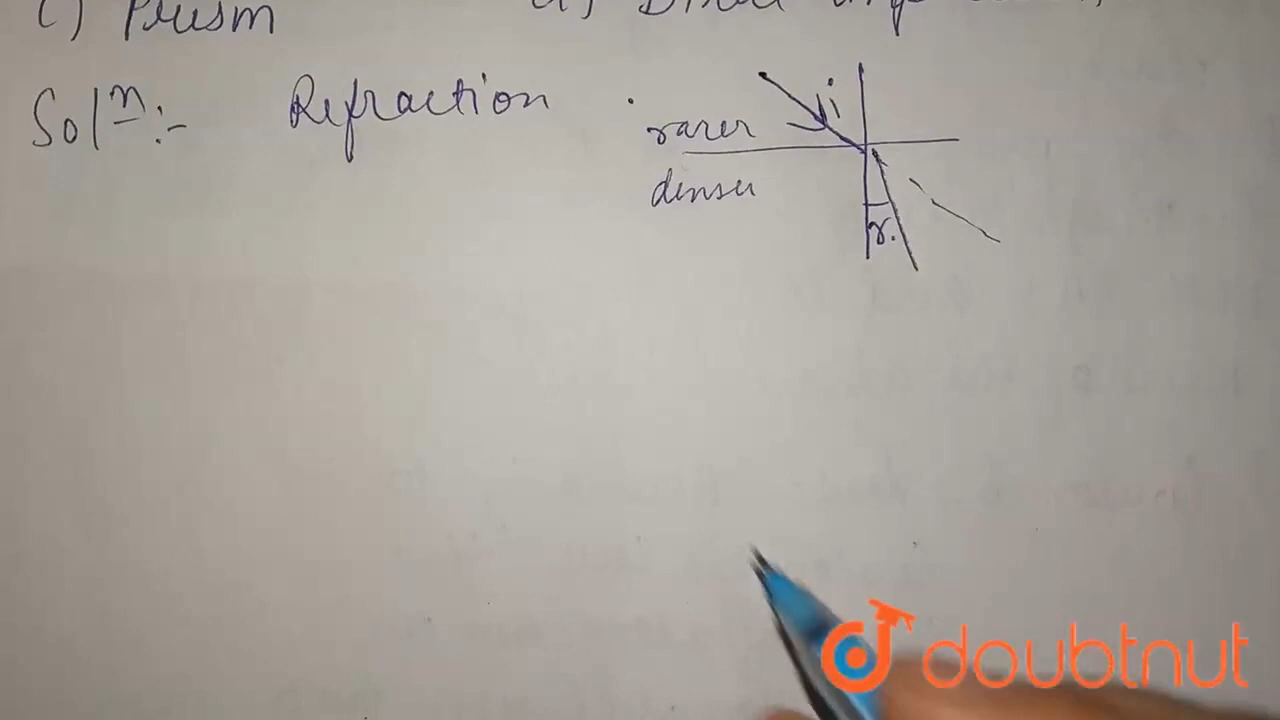 c) Prism
d)
Solⁿ:- Refraction
rarer i
denser
r.
doubtnut